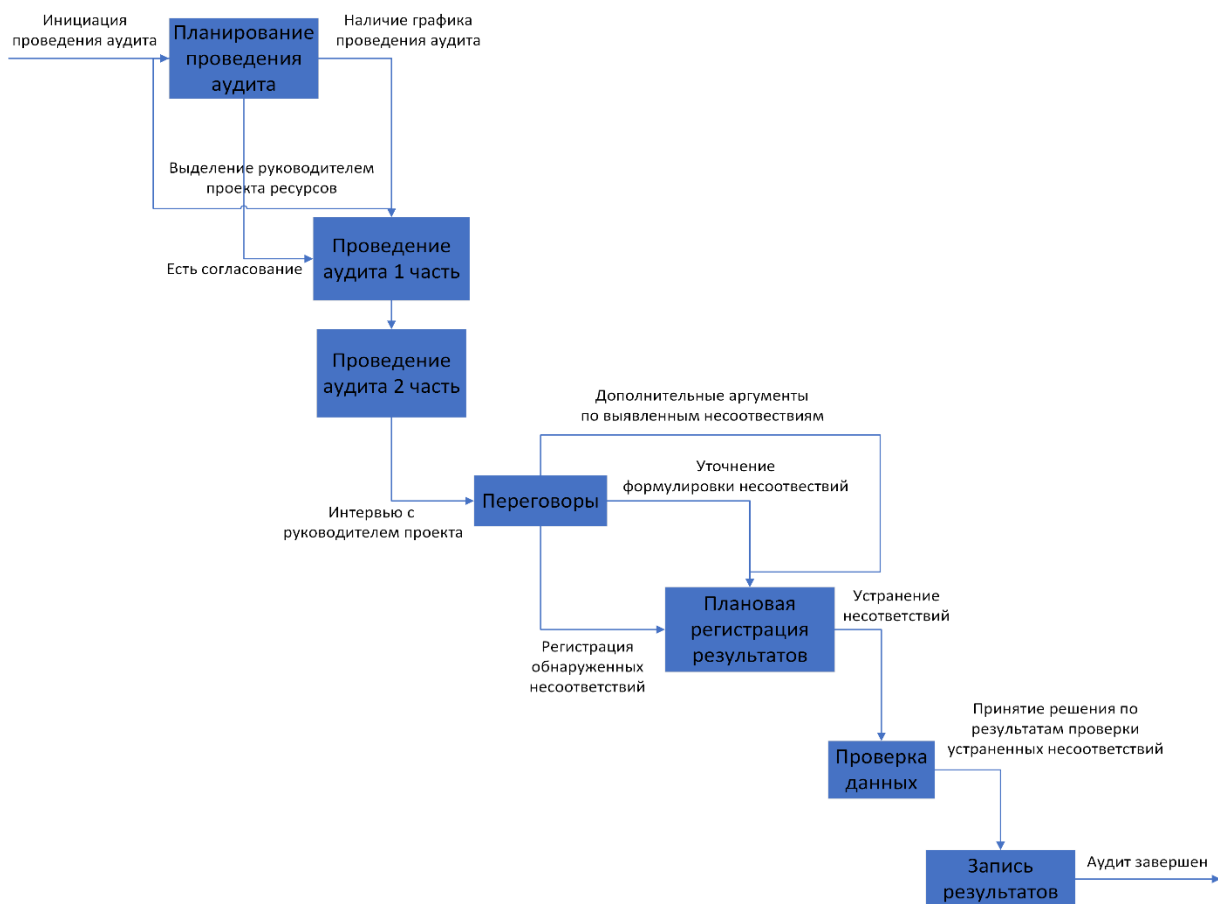 Инициация
проведения аудита
Планирование
проведения
аудита
Наличие графика
проведения аудита
Выделение руководителем
проекта ресурсов
Проведение
аудита 1 часть
Есть согласование
Проведение
аудита 2 часть
Дополнительные аргументы
по выявленным несоотвествиям
Уточнение
формулировки несоотвествий
Переговоры
Интервью с
руководителем проекта
Плановая
регистрация
результатов
Устранение
несоответствий
Регистрация
обнаруженных
несоответствий
Принятие решения по
результатам проверки
устраненных несоответствий
Проверка
данных
Запись
результатов
Аудит завершен